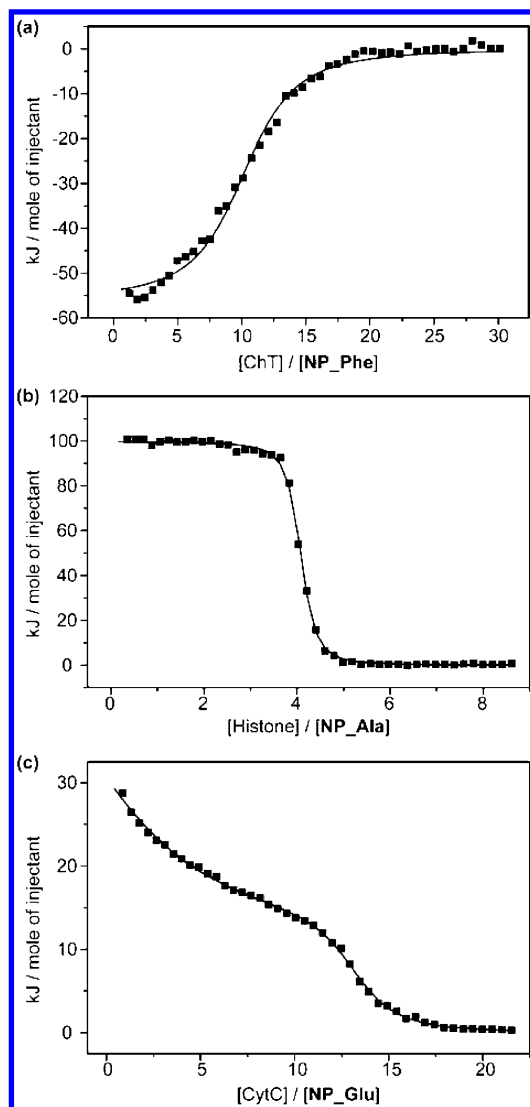 (a)
0
-10
-20
-30
-40
-50
-60
kJ / mole of injectant
0 5 10 15 20 25 30
[ChT] / [NP_Phe]
(b)
120
100
80
60
40
20
0
kJ / mole of injectant
0 2 4 6 8
[Histone] / [NP_Ala]
(c)
30
20
10
0
kJ / mole of injectant
0 5 10 15 20
[CytC] / [NP_Glu]